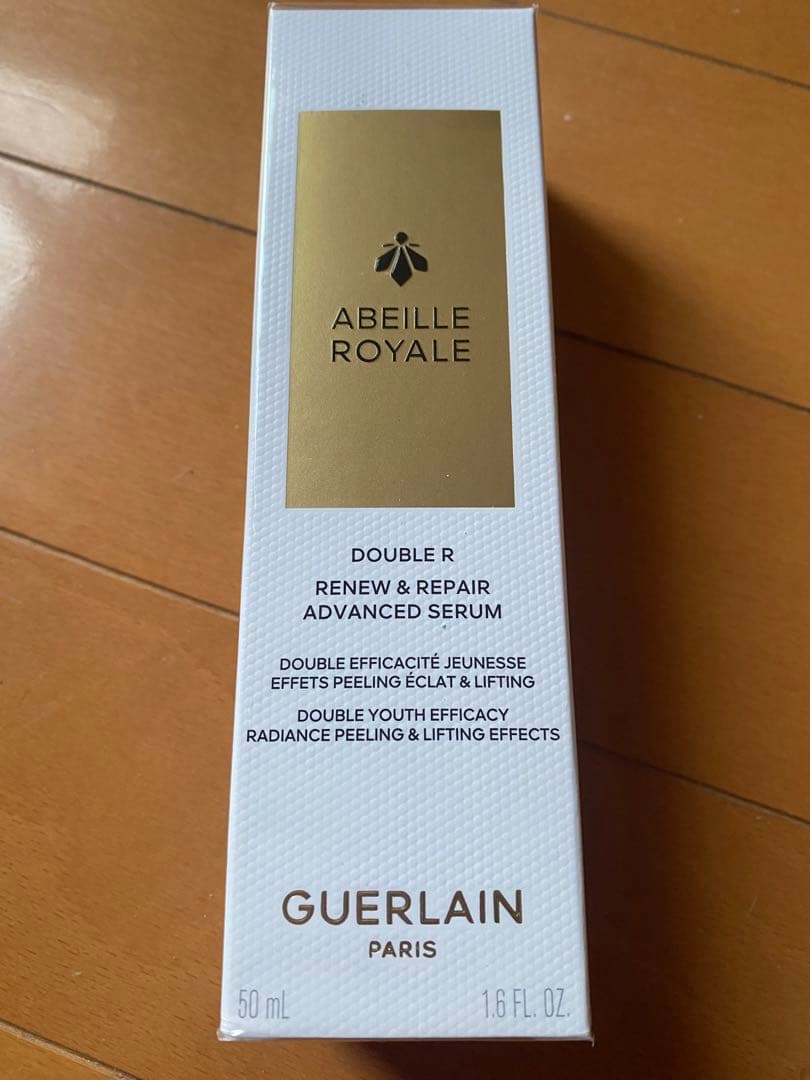 ABEILLE
ROYALE
DOUBLE R
RENEW & REPAIR
ADVANCED SERUM
DOUBLE EFFICACITÉ JEUNESSE
EFFETS PEELING ÉCLAT & LIFTING
DOUBLE YOUTH EFFICACY
RADIANCE PEELING & LIFTING EFFECTS
GUERLAIN
PARIS
50 mL 1.6 FL. OZ.